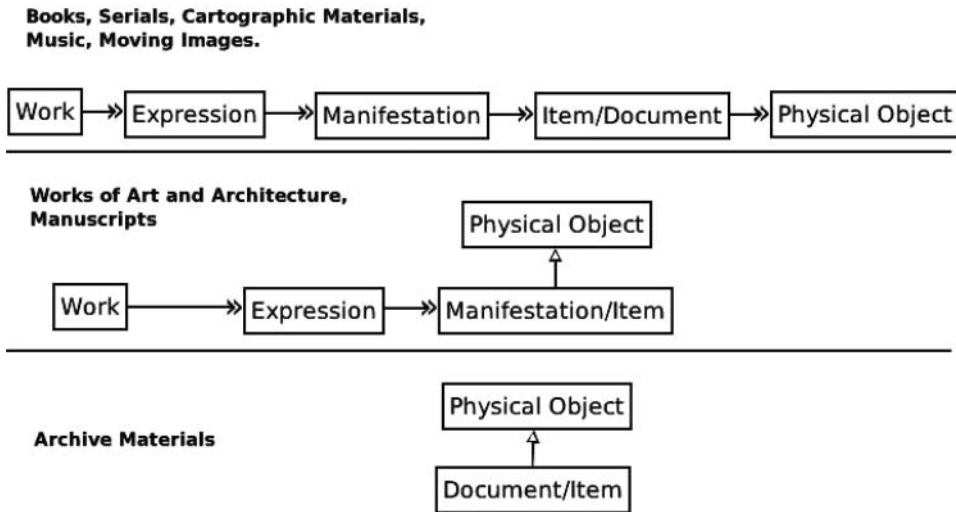 Books, Serials, Cartographic Materials,
Music, Moving Images.
Work
Expression
Manifestation
Item/Document
Physical Object
Works of Art and Architecture,
Manuscripts
Physical Object
Work
Expression
Manifestation/Item
Physical Object
Archive Materials
Document/Item